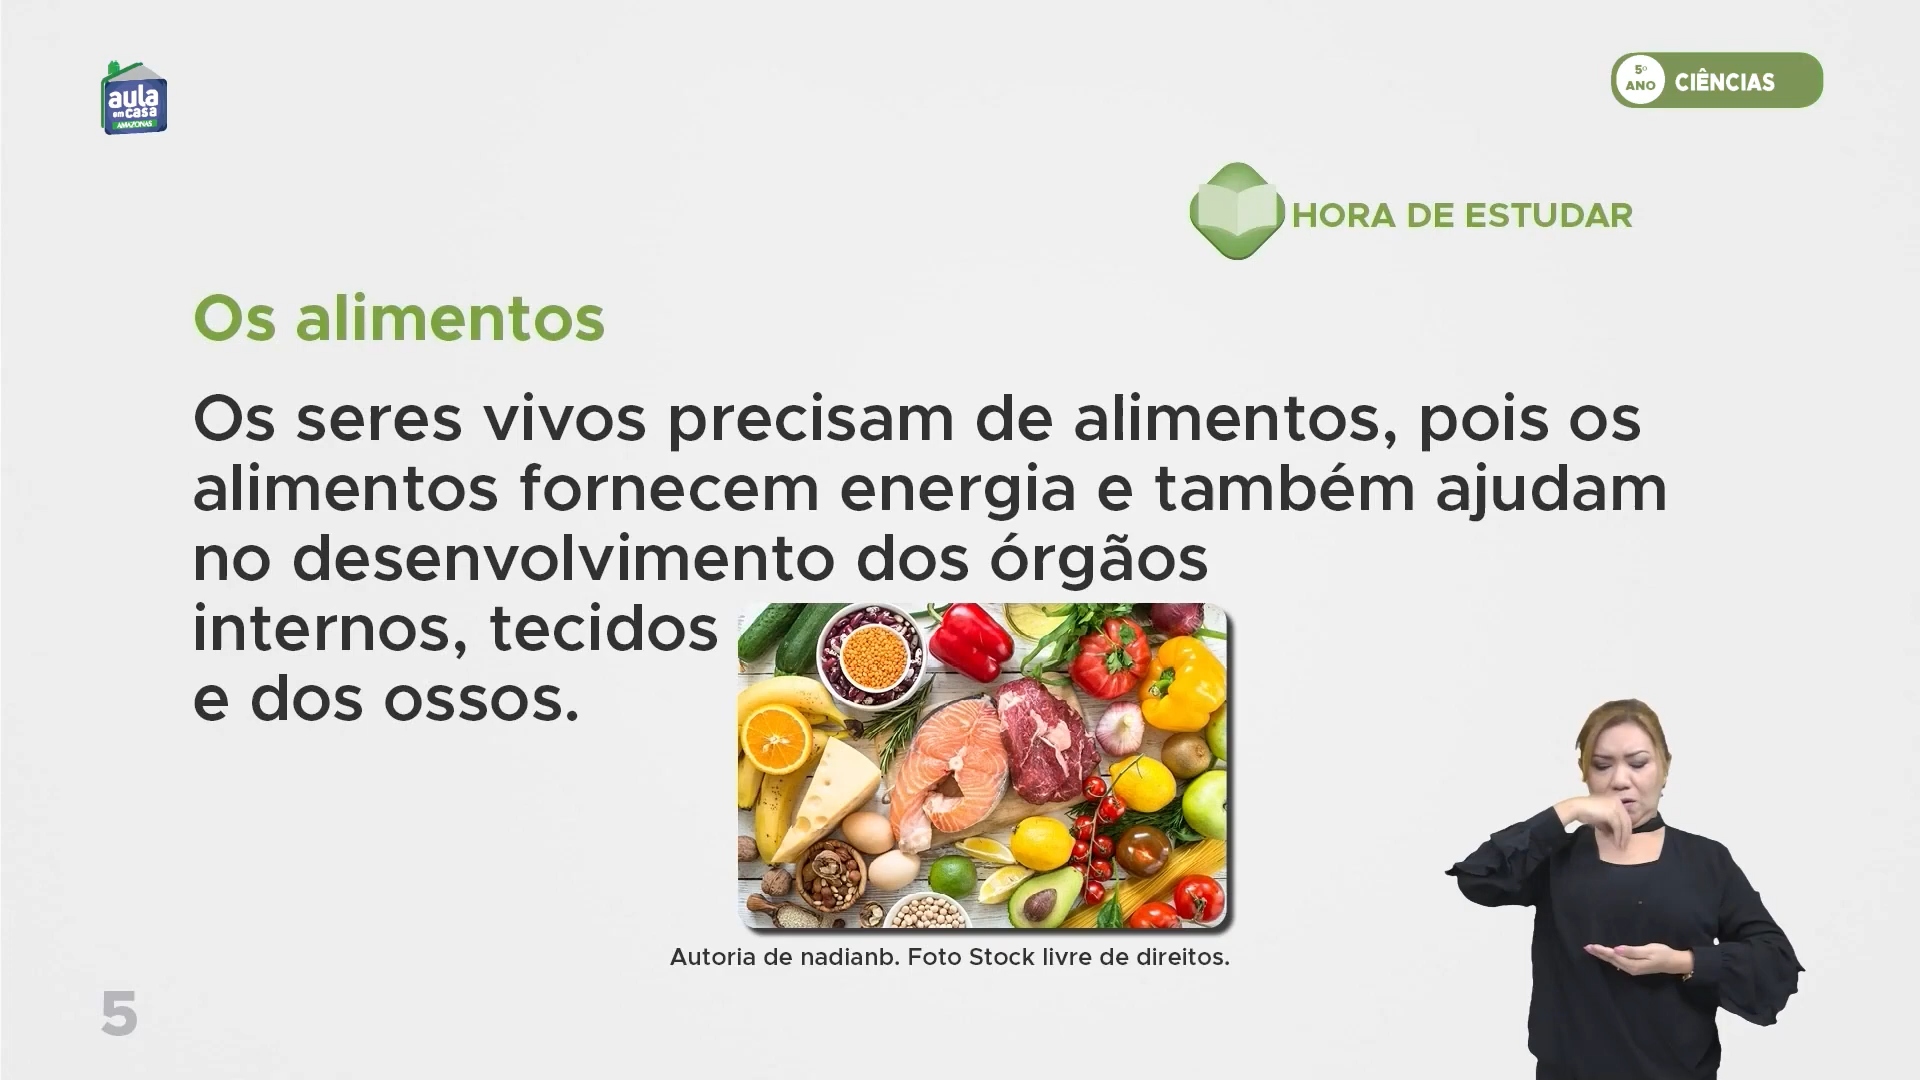 aula
em casa
AMAZONAS
5º
ANO
CIÊNCIAS
HORA DE ESTUDAR
Os alimentos
Os seres vivos precisam de alimentos, pois os
alimentos fornecem energia e também ajudam
no desenvolvimento dos órgãos
internos, tecidos
e dos ossos.
Autoria de nadianb. Foto Stock livre de direitos.
5